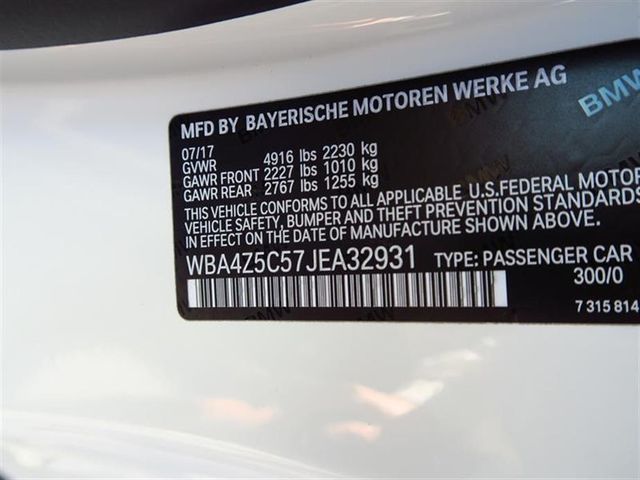 MFD BY BAYERISCHE MOTOREN WERKE AG
07/17
GVWR 4916 lbs 2230 kg
GAWR FRONT 2227 lbs 1010 kg
GAWR REAR 2767 lbs 1255 kg
THIS VEHICLE CONFORMS TO ALL APPLICABLE U.S.FEDERAL MOTOR
VEHICLE SAFETY, BUMPER AND THEFT PREVENTION STANDARDS
IN EFFECT ON THE DATE OF MANUFACTURE SHOWN ABOVE.
WBA4Z5C57JEA32931 TYPE: PASSENGER CAR
300/0
7 315 814
BMW
BMW